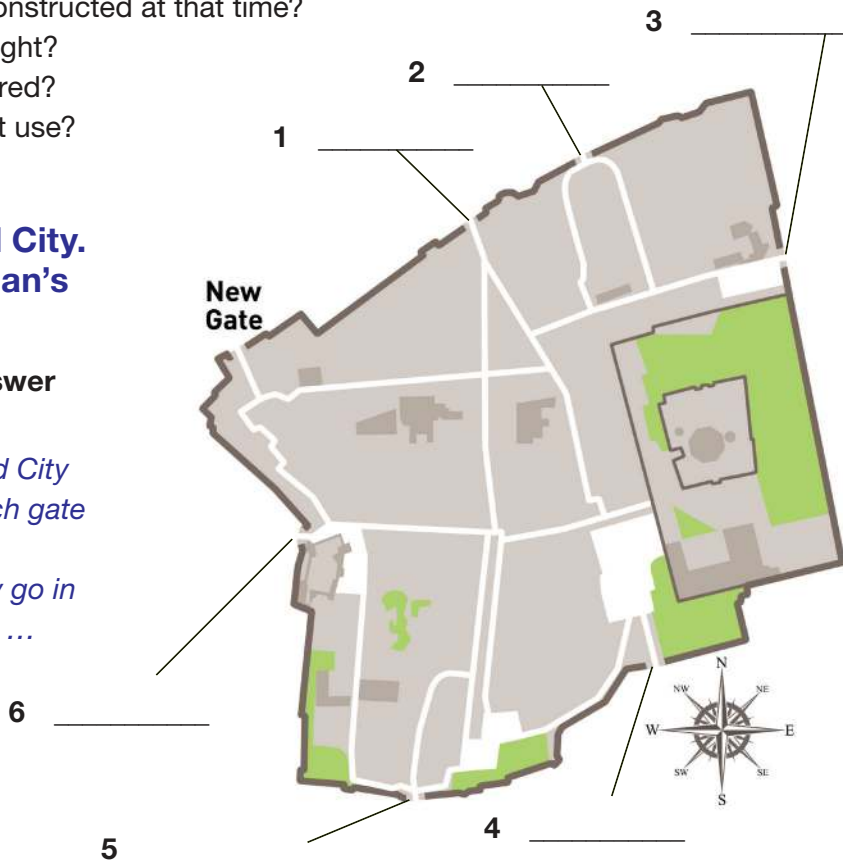 onstructed at that time?
ght?
red?
t use?
City.
an's
swer
d City
ch gate
y go in
…
3
2
1
New
Gate
N
NW NE
W E
SW SE
S
6
4
5